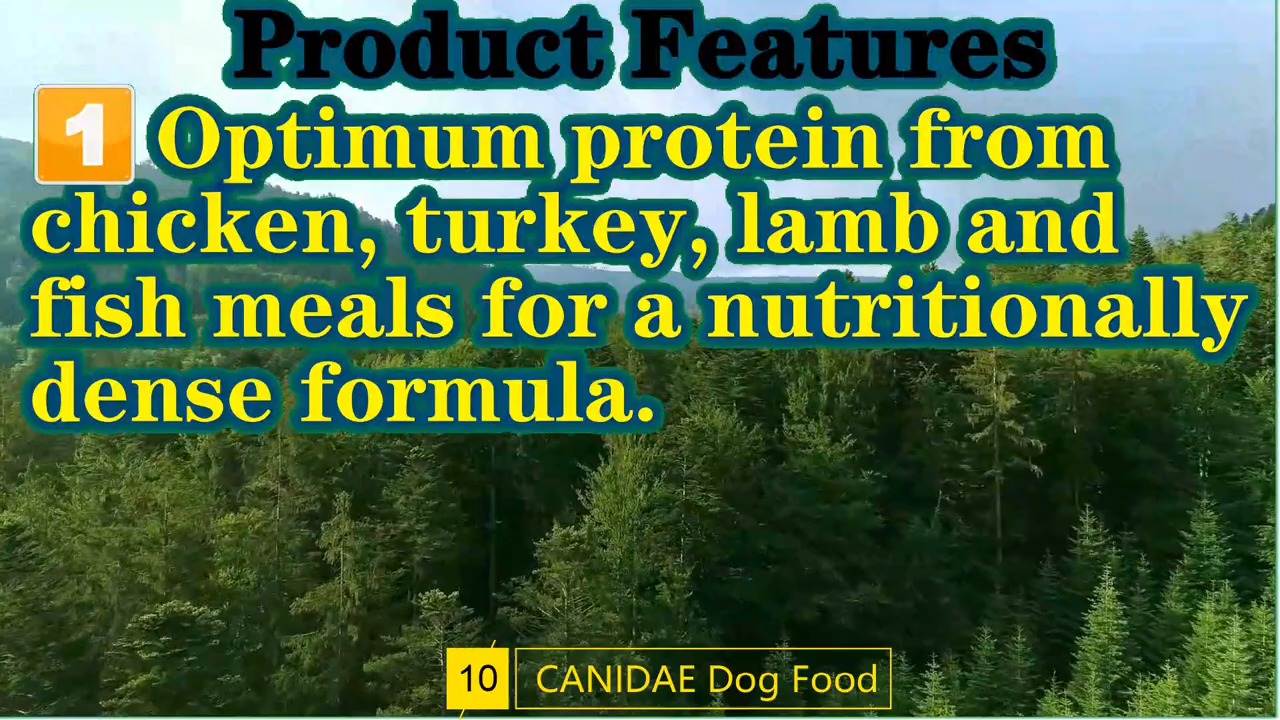 Product Features
1 Optimum protein from
chicken, turkey, lamb and
fish meals for a nutritionally
dense formula.
10 CANIDAE Dog Food